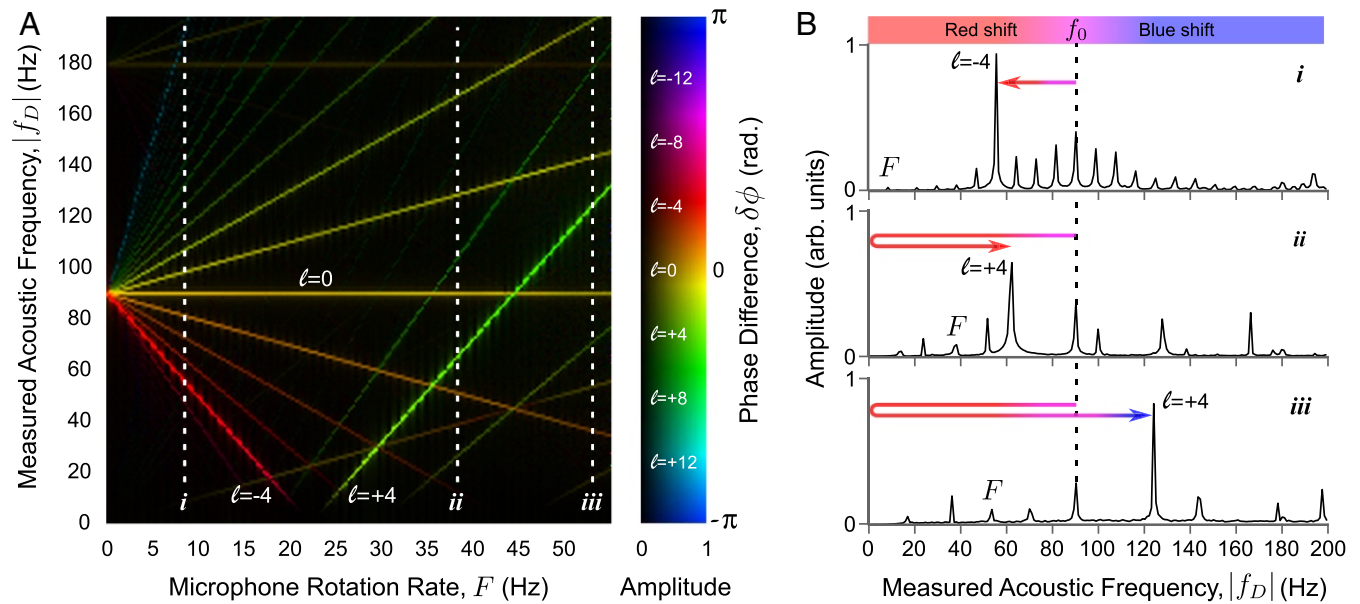 A
Measured Acoustic Frequency, |f_D| (Hz)
180
160
140
120
100
80
60
40
20
0
ℓ=0
ℓ=-4
ℓ=+4
i
ii
iii
0 5 10 15 20 25 30 35 40 45 50
Microphone Rotation Rate, F (Hz)
π
0
-π
ℓ=-12
ℓ=-8
ℓ=-4
ℓ=0
ℓ=+4
ℓ=+8
ℓ=+12
Phase Difference, δϕ (rad.)
0 1
Amplitude
B
Red shift f₀ Blue shift
Amplitude (arb. units)
1
0
ℓ=-4
F
i
1
0
ℓ=+4
F
ii
1
0
ℓ=+4
F
iii
0 20 40 60 80 100 120 140 160 180 200
Measured Acoustic Frequency, |f_D| (Hz)